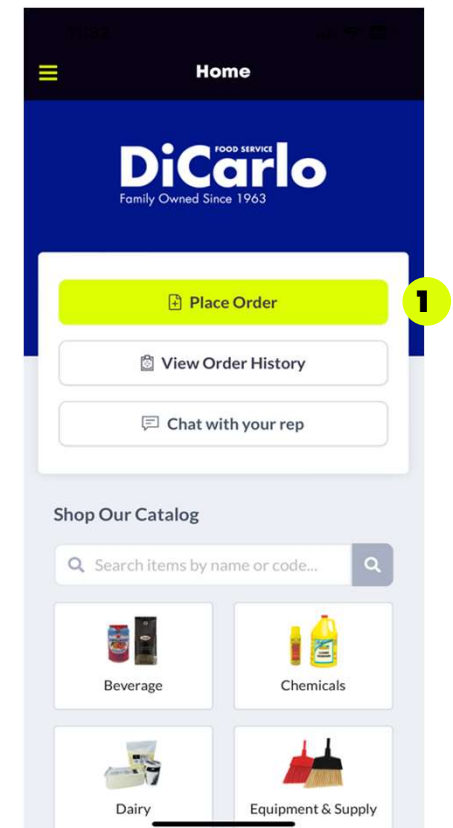 Home
FOOD SERVICE
DiCarlo
Family Owned Since 1963
Place Order
1
View Order History
Chat with your rep
Shop Our Catalog
Search items by name or code...
Beverage
Chemicals
Dairy
Equipment & Supply